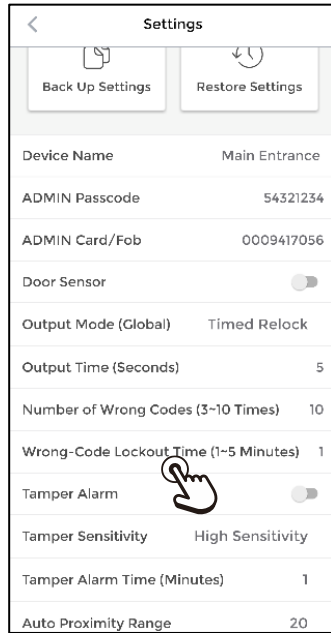 Settings
Back Up Settings Restore Settings
Device Name Main Entrance
ADMIN Passcode 54321234
ADMIN Card/Fob 0009417056
Door Sensor
Output Mode (Global) Timed Relock
Output Time (Seconds) 5
Number of Wrong Codes (3~10 Times) 10
Wrong-Code Lockout Time (1~5 Minutes) 1
Tamper Alarm
Tamper Sensitivity High Sensitivity
Tamper Alarm Time (Minutes) 1
Auto Proximity Range 20